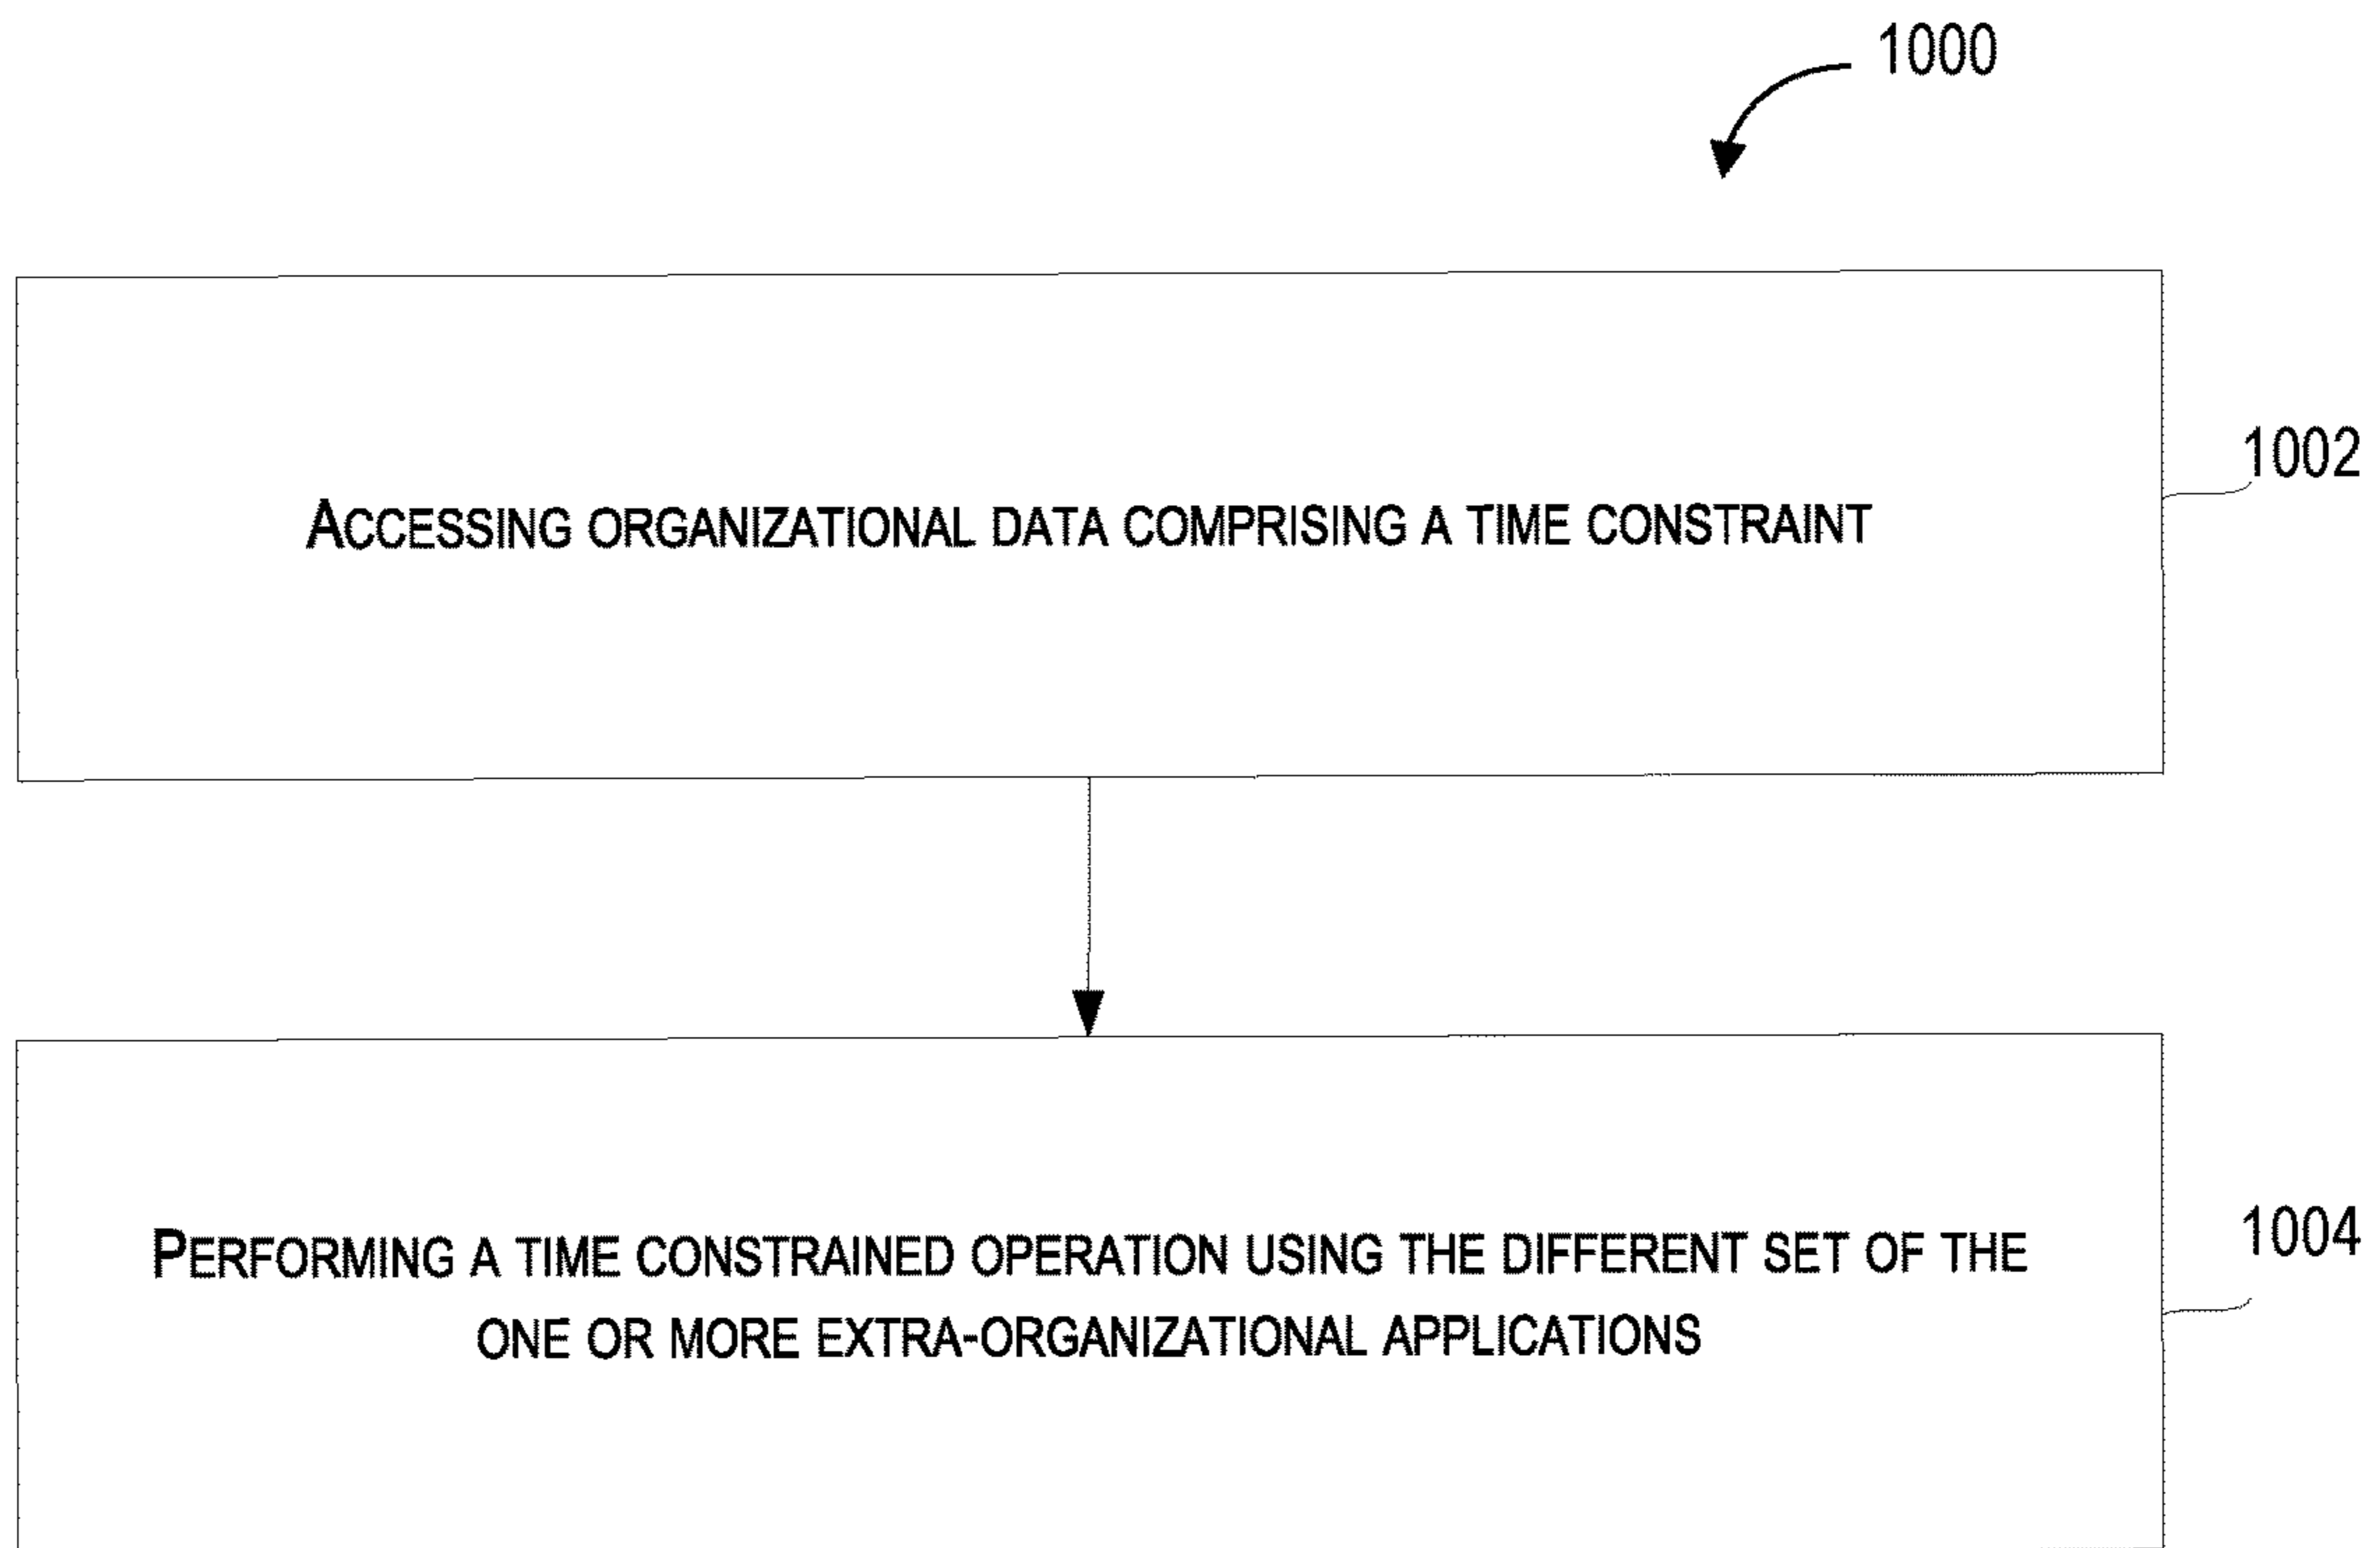 1000
ACCESSING ORGANIZATIONAL DATA COMPRISING A TIME CONSTRAINT
1002
PERFORMING A TIME CONSTRAINED OPERATION USING THE DIFFERENT SET OF THE
ONE OR MORE EXTRA-ORGANIZATIONAL APPLICATIONS
1004